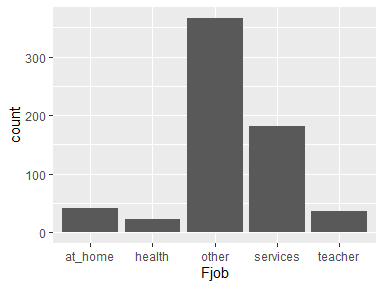 300
200
100
0
count
at_home health other services teacher
Fjob